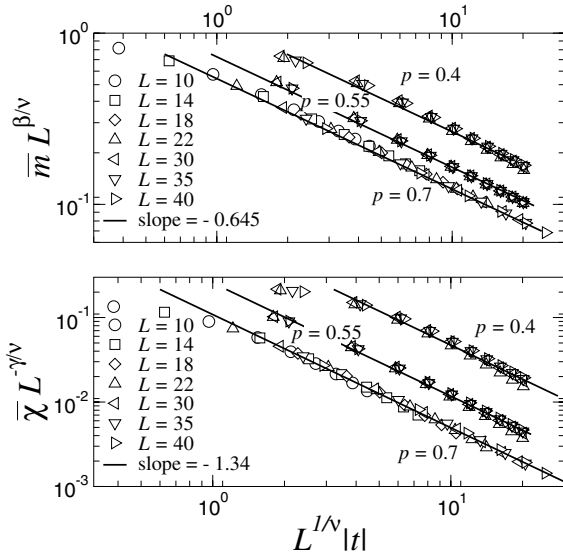 10⁰ 10¹
10⁰
10⁻¹
m̅ L^{β/ν}
L = 10
L = 14
L = 18
L = 22
L = 30
L = 35
L = 40
slope = - 0.645
p = 0.4
p = 0.55
p = 0.7
10⁰ 10¹
10⁻¹
10⁻²
10⁻³
χ̅ L^{-γ/ν}
L = 10
L = 14
L = 18
L = 22
L = 30
L = 35
L = 40
slope = - 1.34
p = 0.4
p = 0.55
p = 0.7
10⁰ 10¹
L^{1/ν}|t|